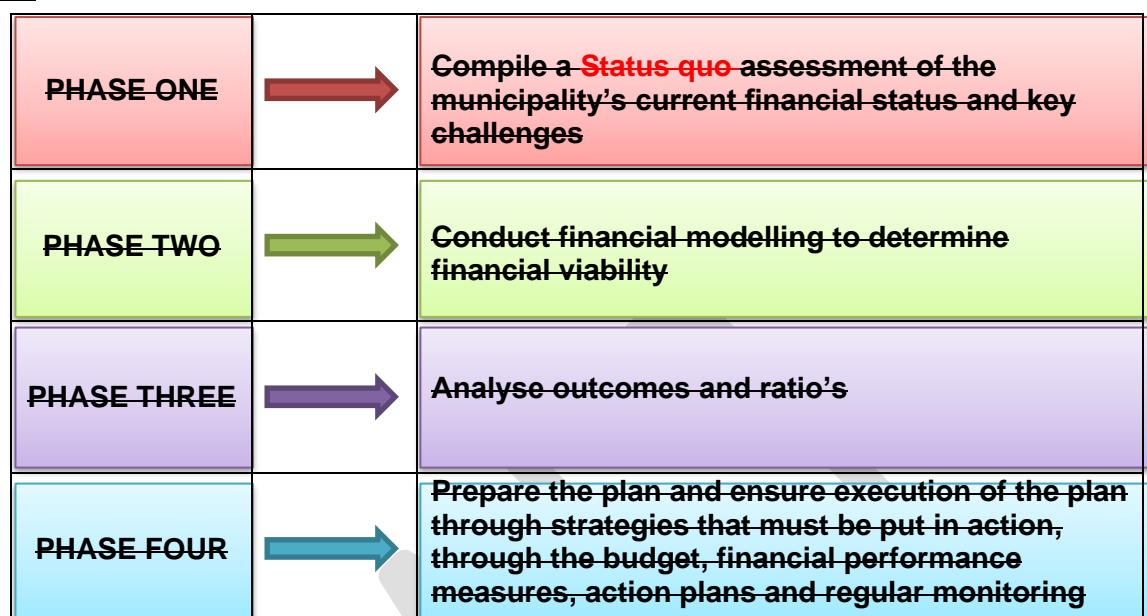 PHASE ONE
Compile a Status quo assessment of the
municipality’s current financial status and key
challenges
PHASE TWO
Conduct financial modelling to determine
financial viability
PHASE THREE
Analyse outcomes and ratio’s
PHASE FOUR
Prepare the plan and ensure execution of the plan
through strategies that must be put in action,
through the budget, financial performance
measures, action plans and regular monitoring